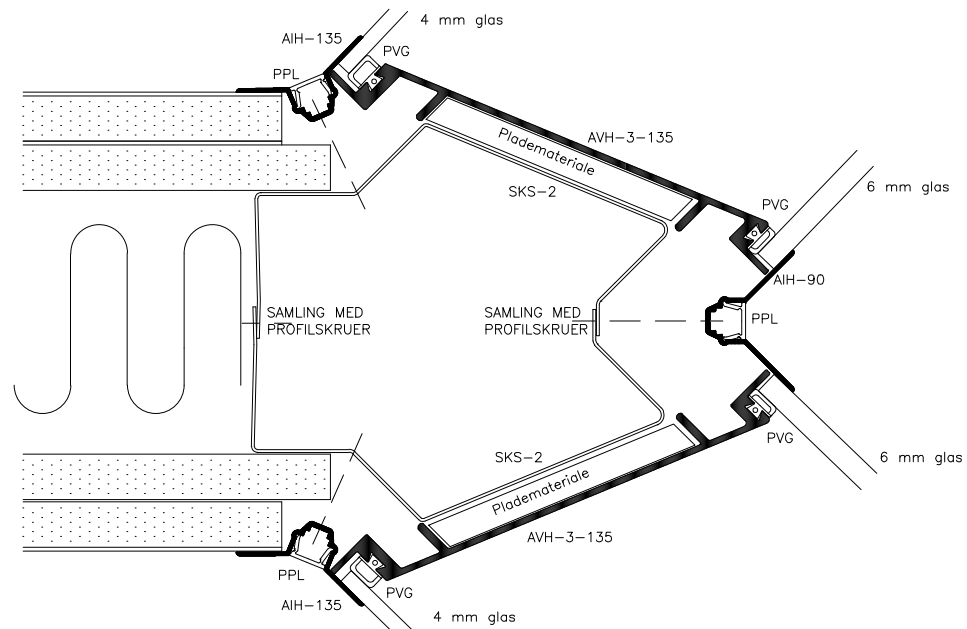 4 mm glas
AIH-135
PVG
PPL
AVH-3-135
Plademateriale
SKS-2
6 mm glas
PVG
AIH-90
SAMLING MED
PROFILSKRUER
SAMLING MED
PROFILSKRUER
PPL
PVG
SKS-2
6 mm glas
Plademateriale
AVH-3-135
PPL
PVG
AIH-135
4 mm glas